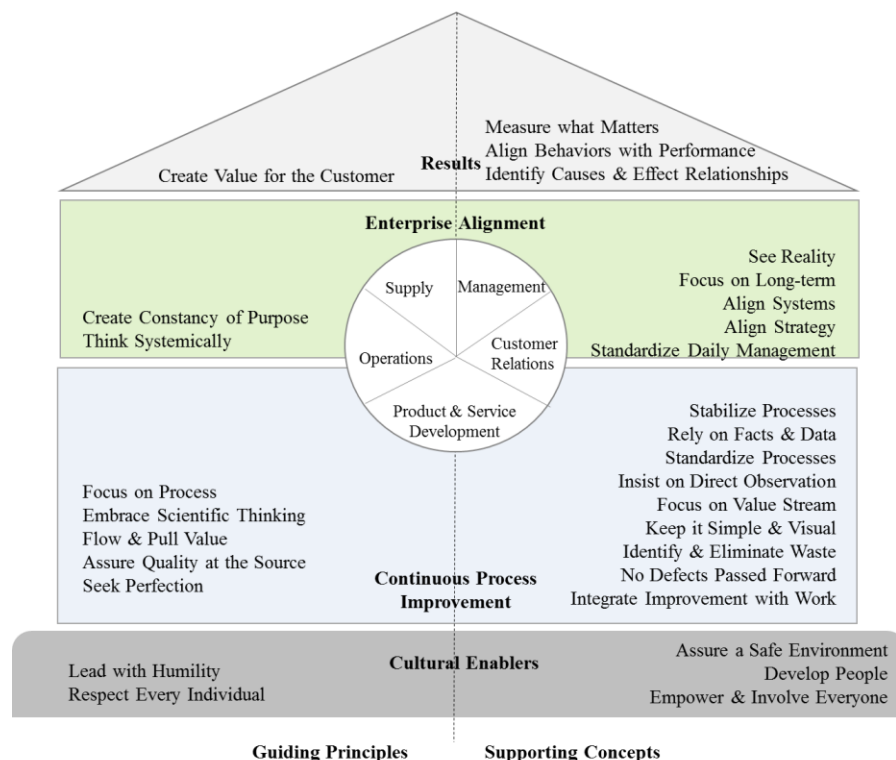 Measure what Matters
Align Behaviors with Performance
Results
Create Value for the Customer
Identify Causes & Effect Relationships
Enterprise Alignment
See Reality
Focus on Long-term
Align Systems
Align Strategy
Standardize Daily Management
Create Constancy of Purpose
Think Systemically
Supply
Management
Operations
Customer
Relations
Product & Service
Development
Stabilize Processes
Rely on Facts & Data
Standardize Processes
Insist on Direct Observation
Focus on Value Stream
Keep it Simple & Visual
Identify & Eliminate Waste
No Defects Passed Forward
Integrate Improvement with Work
Focus on Process
Embrace Scientific Thinking
Flow & Pull Value
Assure Quality at the Source
Seek Perfection
Continuous Process
Improvement
Cultural Enablers
Lead with Humility
Respect Every Individual
Assure a Safe Environment
Develop People
Empower & Involve Everyone
Guiding Principles
Supporting Concepts